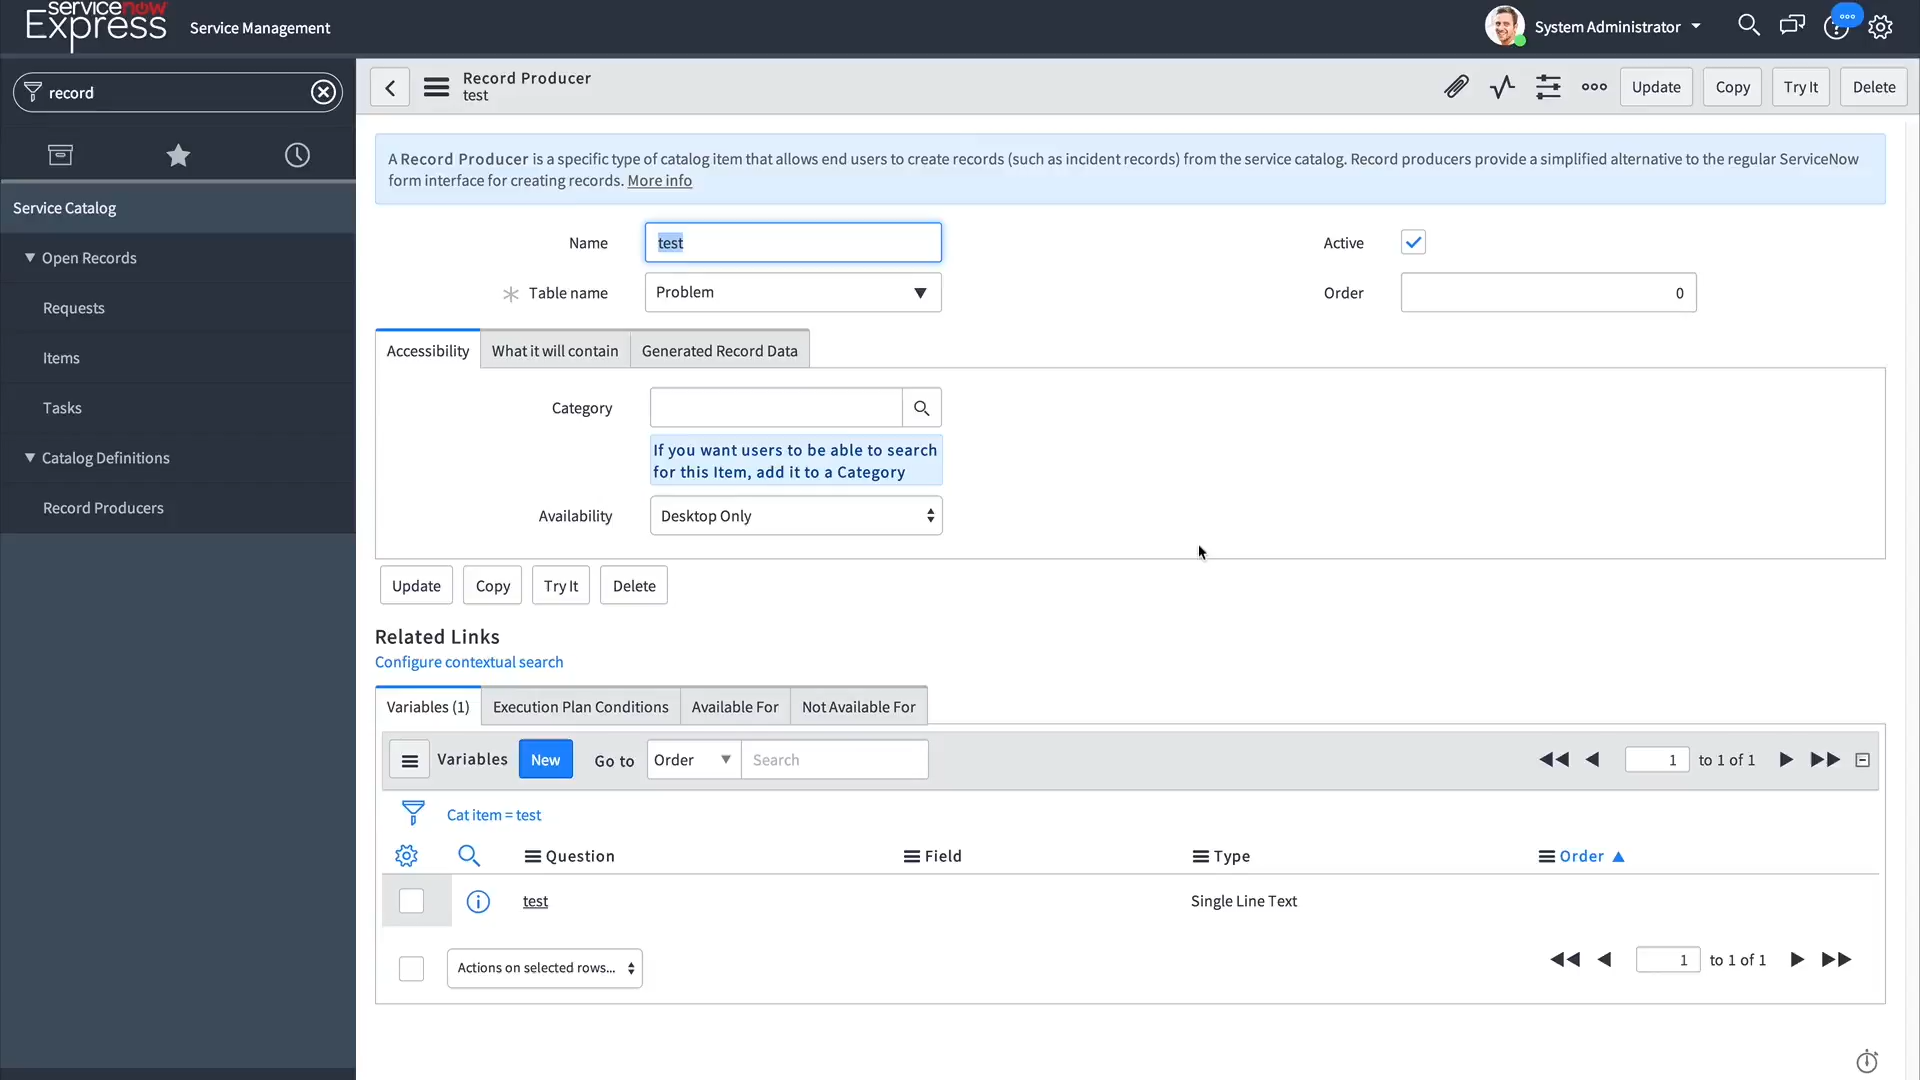 servicenow
Express
Service Management
System Administrator
record
Record Producer
test
Update
Copy
Try It
Delete
Service Catalog
Open Records
Requests
Items
Tasks
Catalog Definitions
Record Producers
A Record Producer is a specific type of catalog item that allows end users to create records (such as incident records) from the service catalog. Record producers provide a simplified alternative to the regular ServiceNow
form interface for creating records. More info
Name
test
Active
Table name
Problem
Order
0
Accessibility
What it will contain
Generated Record Data
Category
If you want users to be able to search
for this Item, add it to a Category
Availability
Desktop Only
Update
Copy
Try It
Delete
Related Links
Configure contextual search
Variables (1)
Execution Plan Conditions
Available For
Not Available For
Variables
New
Go to
Order
Search
1
to 1 of 1
Cat item = test
Question
Field
Type
Order
test
Single Line Text
Actions on selected rows...
1
to 1 of 1